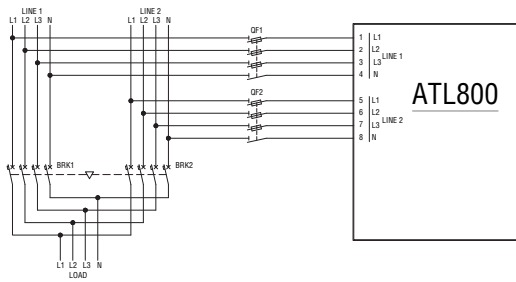 LINE 1 LINE 2
L1 L2 L3 N L1 L2 L3 N
QF1
1 L1
2 L2
3 L3
4 N
LINE 1
QF2
5 L1
6 L2
7 L3
8 N
LINE 2
ATL800
BRK1 BRK2
L1 L2 L3 N
LOAD